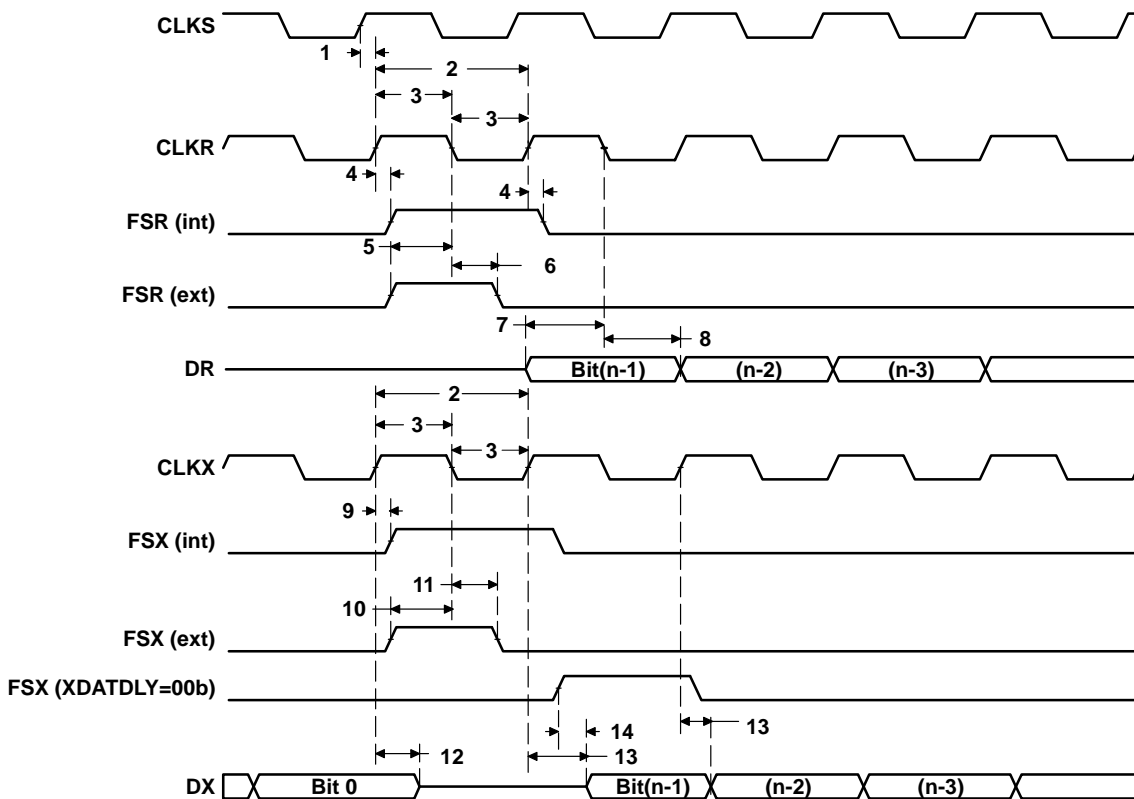 CLKS
1
2
3
3
CLKR
4
4
FSR (int)
5
6
FSR (ext)
7
8
DR Bit(n-1) (n-2) (n-3)
2
3
3
CLKX
9
FSX (int)
11
10
FSX (ext)
FSX (XDATDLY=00b)
14
13
12
13
DX Bit 0 Bit(n-1) (n-2) (n-3)